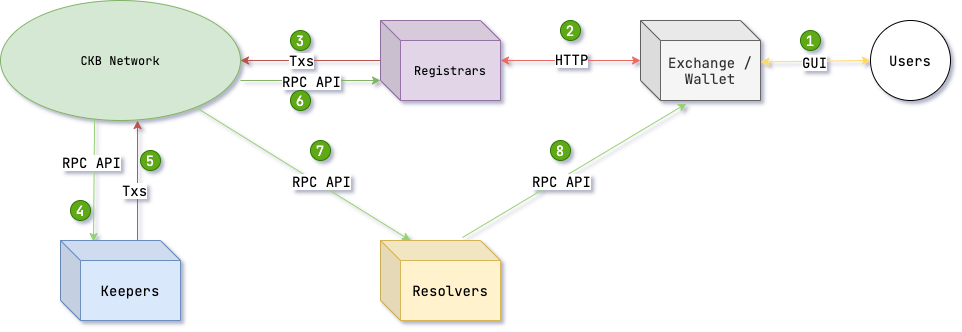 3
2
1
CKB Network
Txs
Registrars
HTTP
Exchange /
Wallet
GUI
Users
RPC API
6
7
8
RPC API
5
RPC API
RPC API
Txs
4
Keepers
Resolvers